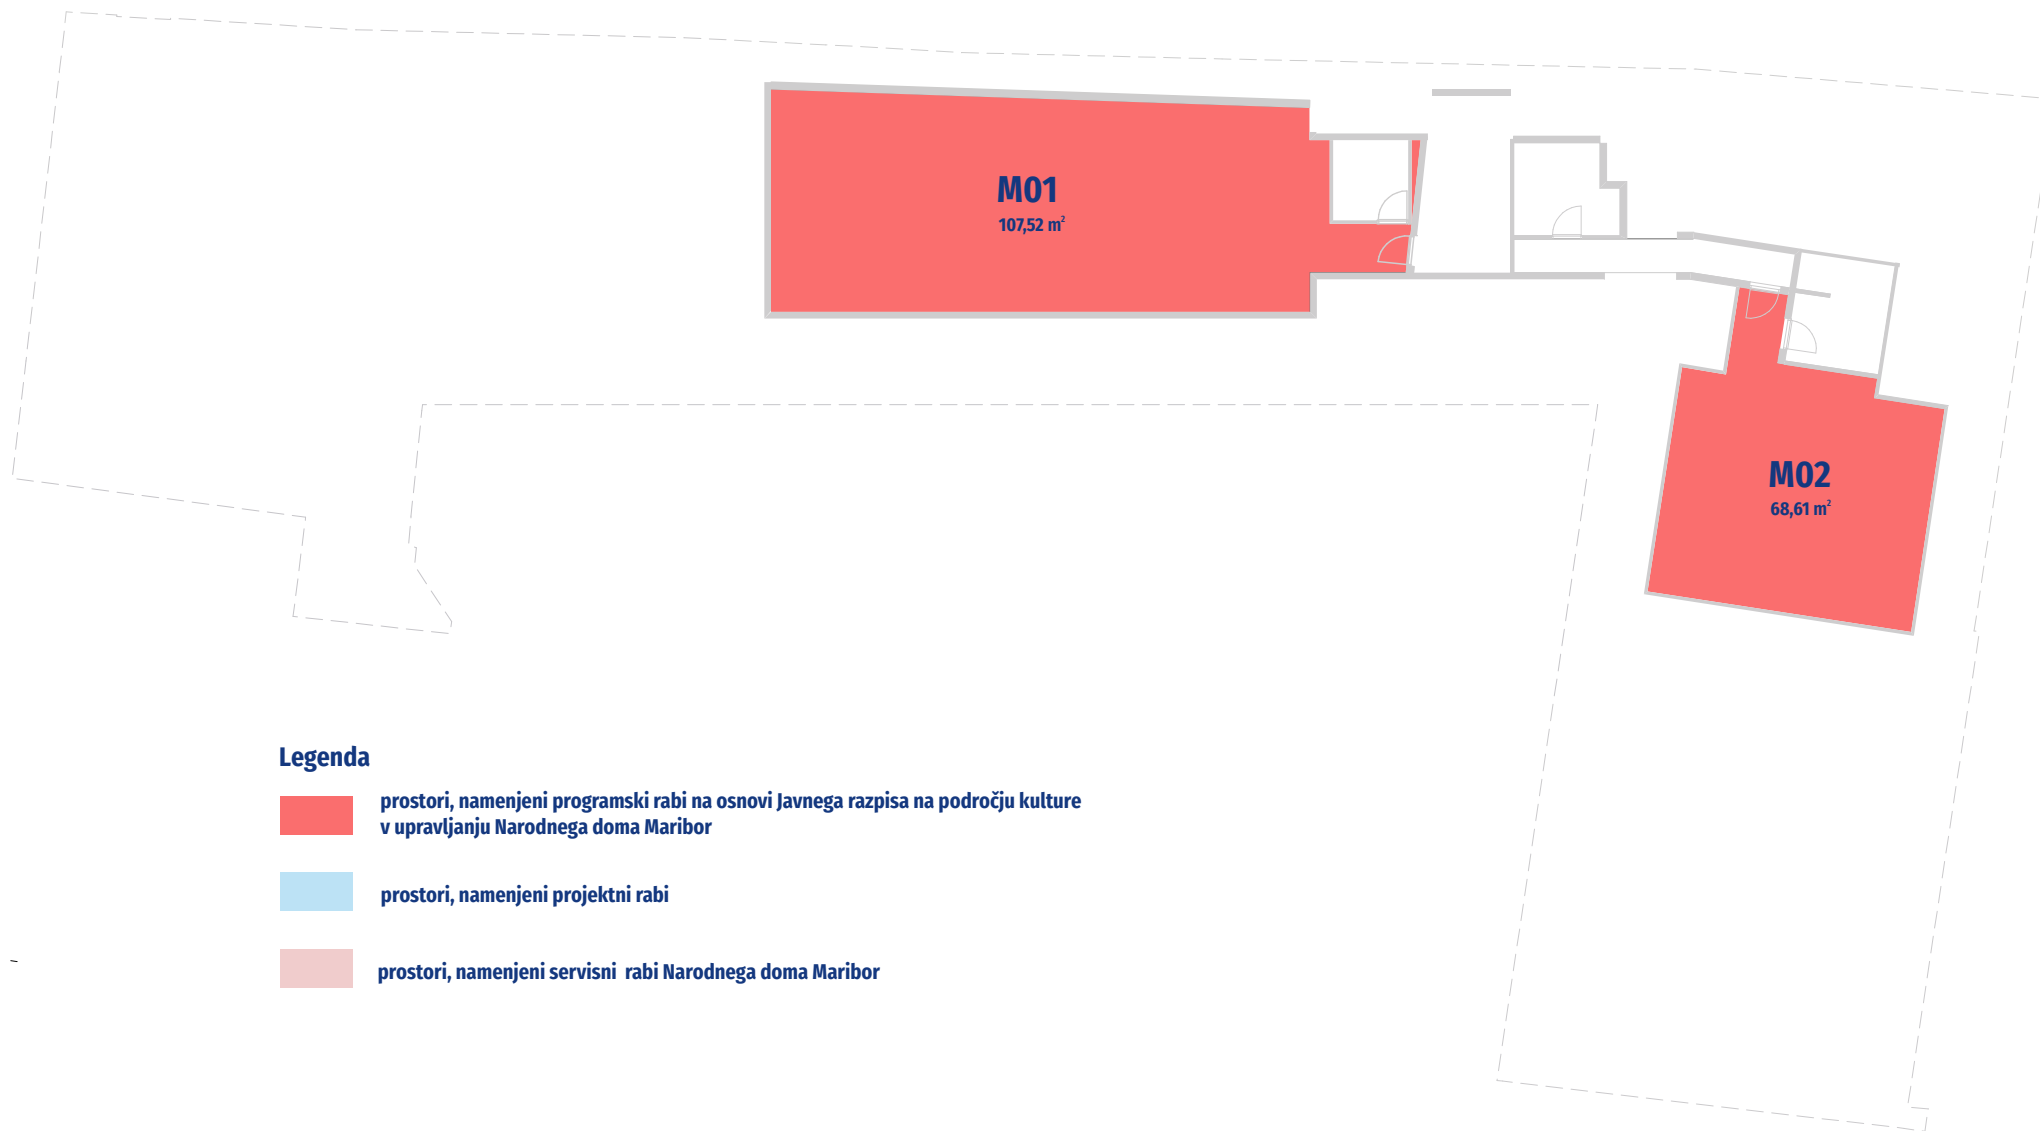 M01
107,52 m²
M02
68,61 m²
Legenda
prostori, namenjeni programski rabi na osnovi Javnega razpisa na področju kulture
v upravljanju Narodnega doma Maribor
prostori, namenjeni projektni rabi
prostori, namenjeni servisni  rabi Narodnega doma Maribor